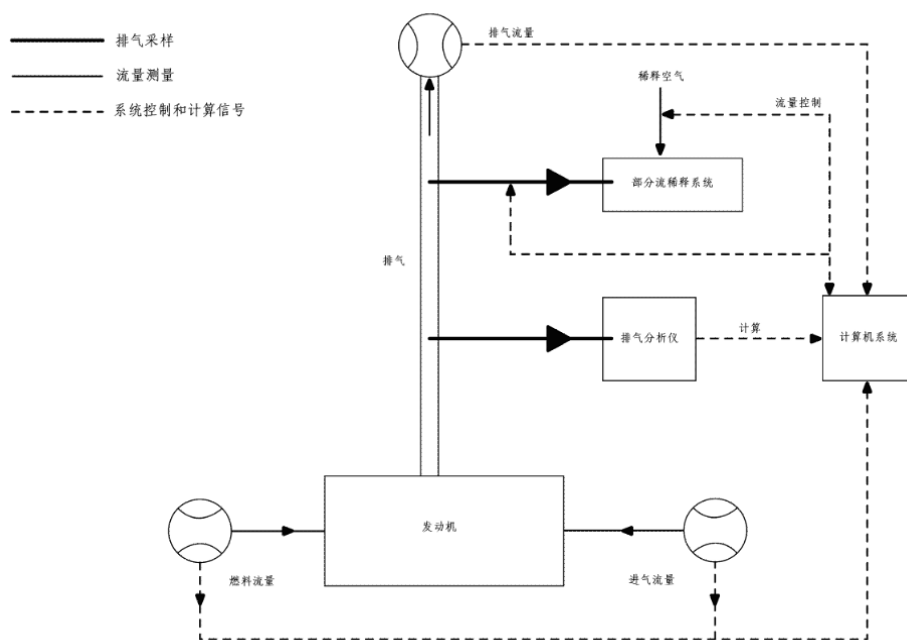 排气采样
流量测量
系统控制和计算信号
排气流量
稀释空气
流量控制
部分流稀释系统
排气
排气分析仪
计算
计算机系统
发动机
燃料流量
进气流量